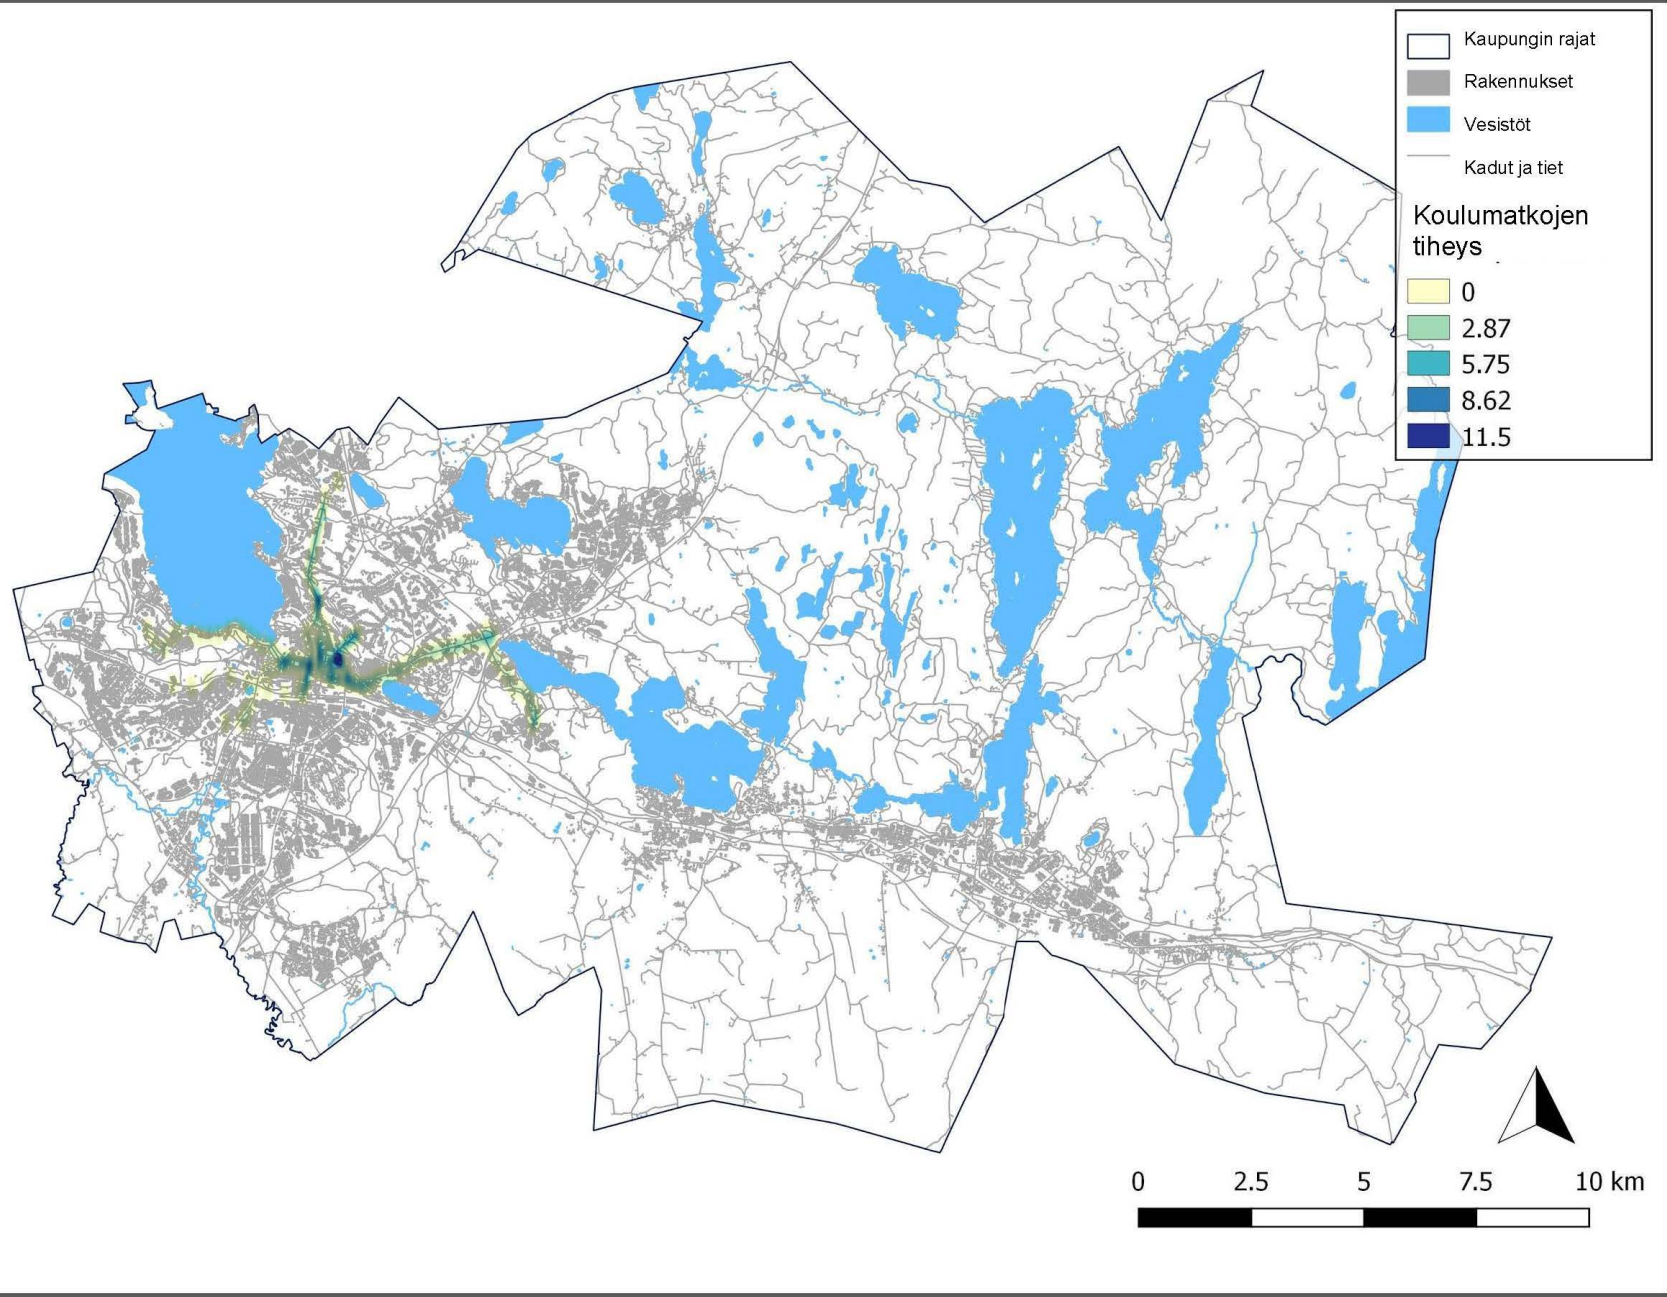 Kaupungin rajat
Rakennukset
Vesistöt
Kadut ja tiet
Koulumatkojen
tiheys
0
2.87
5.75
8.62
11.5
0 2.5 5 7.5 10 km